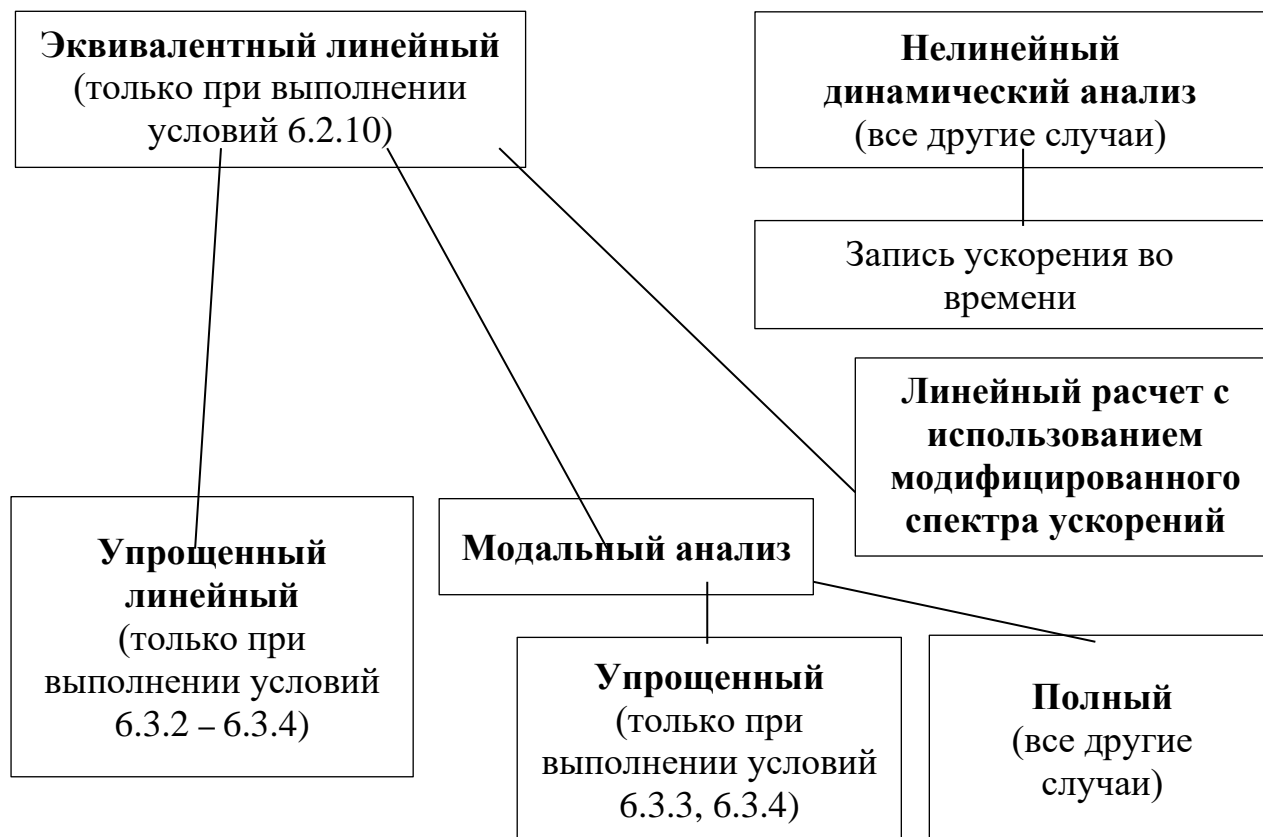 Эквивалентный линейный
(только при выполнении
условий 6.2.10)
Нелинейный
динамический анализ
(все другие случаи)
Запись ускорения во
времени
Линейный расчет с
использованием
модифицированного
спектра ускорений
Упрощенный
линейный
(только при
выполнении условий
6.3.2 – 6.3.4)
Модальный анализ
Упрощенный
(только при
выполнении условий
6.3.3, 6.3.4)
Полный
(все другие
случаи)